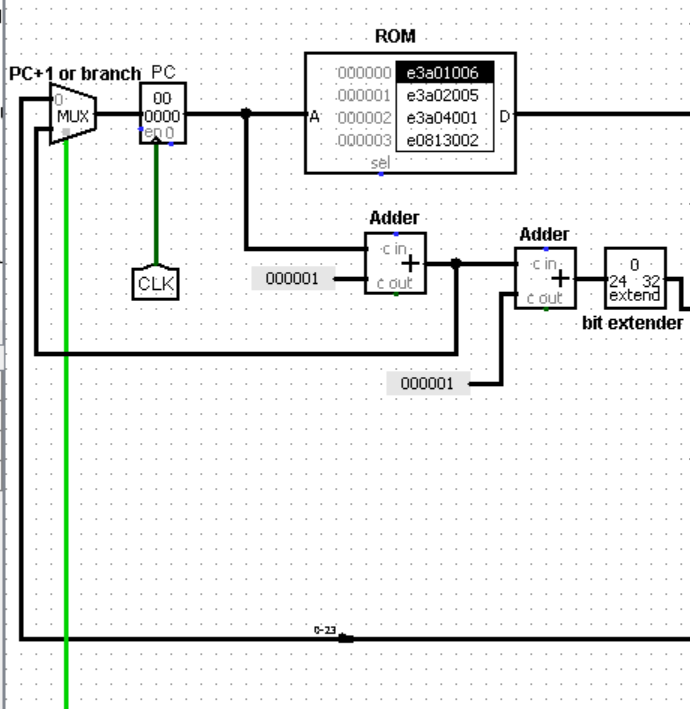 ROM
PC+1 or branch
PC
0
MUX
00
0000
en 0
CLK
A
000000 e3a01006
000001 e3a02005
000002 e3a04001
000003 e0813002
D
sel
Adder
c in
+
c out
000001
Adder
c in
+
c out
000001
0
24 32
extend
bit extender
0-23